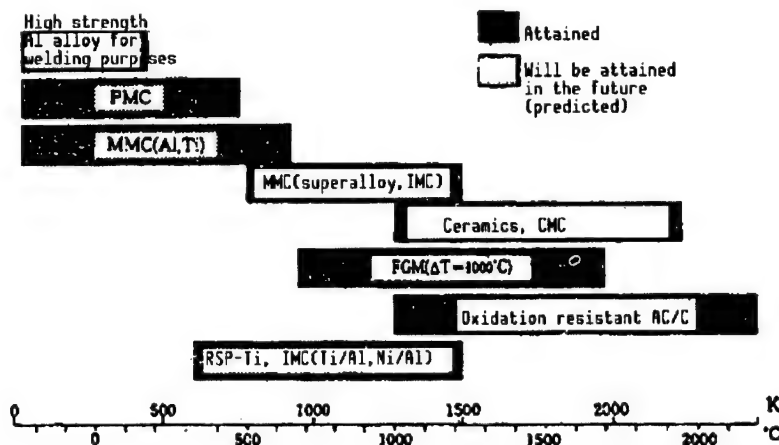 High strength
Al alloy for
welding purposes
Attained
Will be attained
in the future
(predicted)
PMC
MMC(Al,Ti)
MMC(superalloy,IMC)
Ceramics, CMC
FGM(ΔT=1000°C)
Oxidation resistant AC/C
RSP-Ti, IMC(Ti/Al,Ni/Al)
0 500 1000 1500 2000 K
0 500 1000 1500 2000 °C